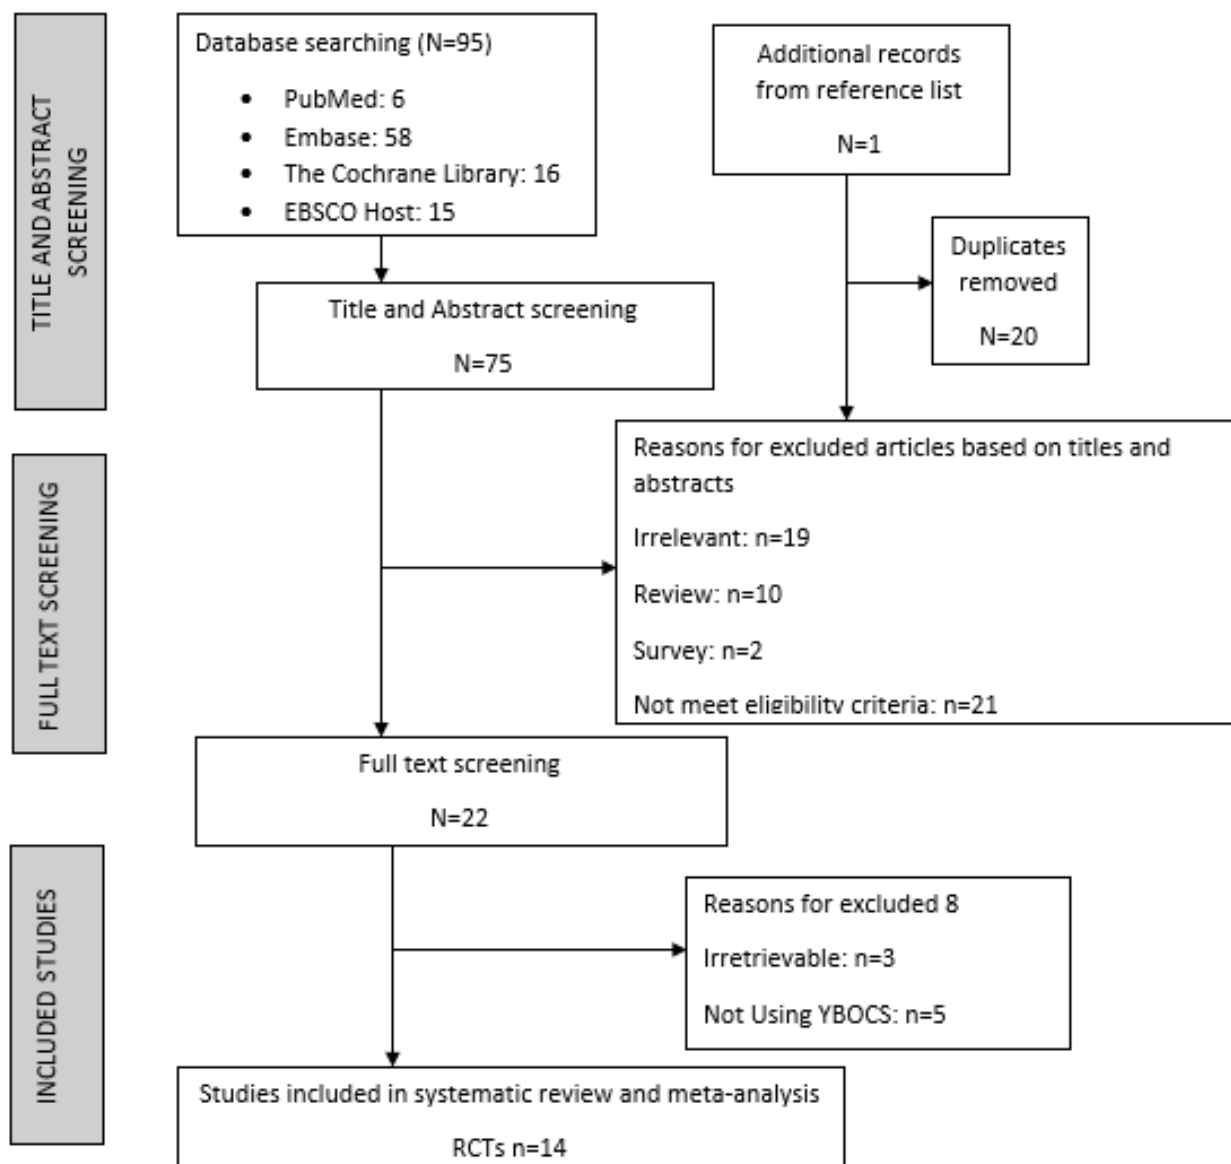 TITLE AND ABSTRACT
SCREENING
Database searching (N=95)
• PubMed: 6
• Embase: 58
• The Cochrane Library: 16
• EBSCO Host: 15
Additional records
from reference list
N=1
Duplicates
removed
N=20
Title and Abstract screening
N=75
FULL TEXT SCREENING
Reasons for excluded articles based on titles and
abstracts
Irrelevant: n=19
Review: n=10
Survey: n=2
Not meet eligibility criteria: n=21
Full text screening
N=22
INCLUDED STUDIES
Reasons for excluded 8
Irretrievable: n=3
Not Using YBOCS: n=5
Studies included in systematic review and meta-analysis
RCTs n=14